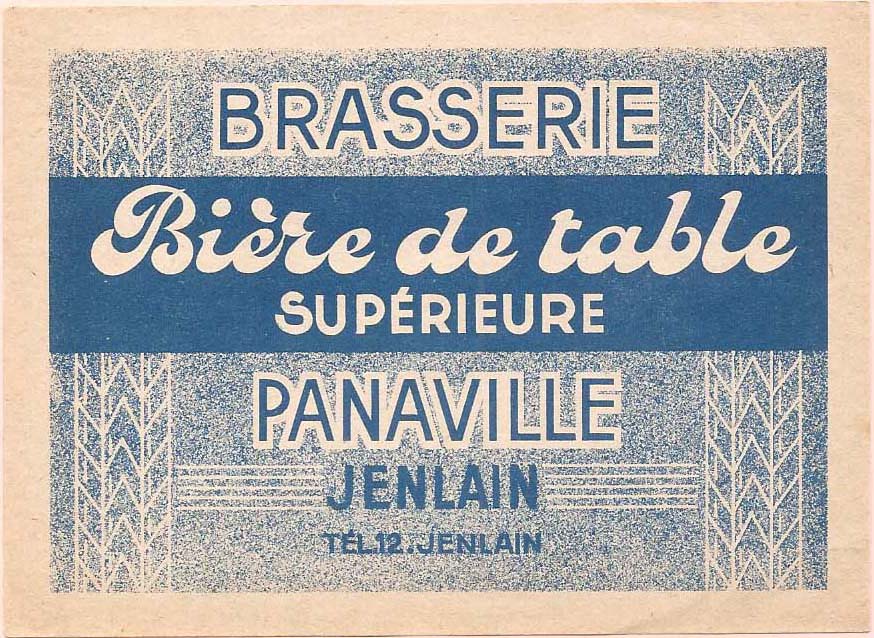 BRASSERIE
Bière de table
SUPÉRIEURE
PANAVILLE
JENLAIN
TÉL.12.JENLAIN